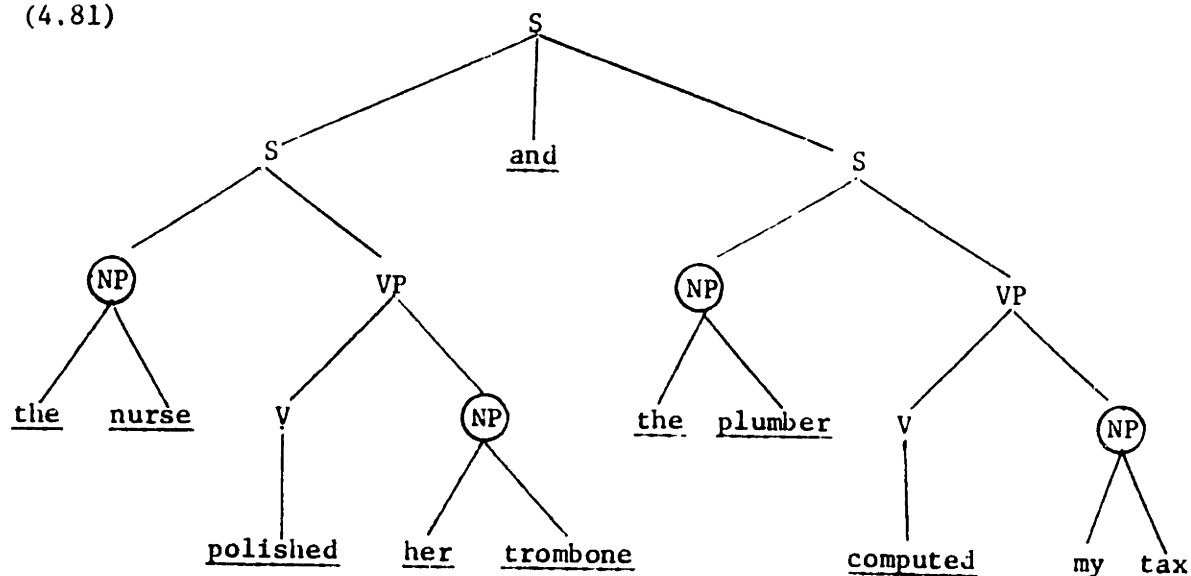 (4.81)
S
S and S
NP VP NP VP
the nurse V NP the plumber V NP
polished her trombone computed my tax